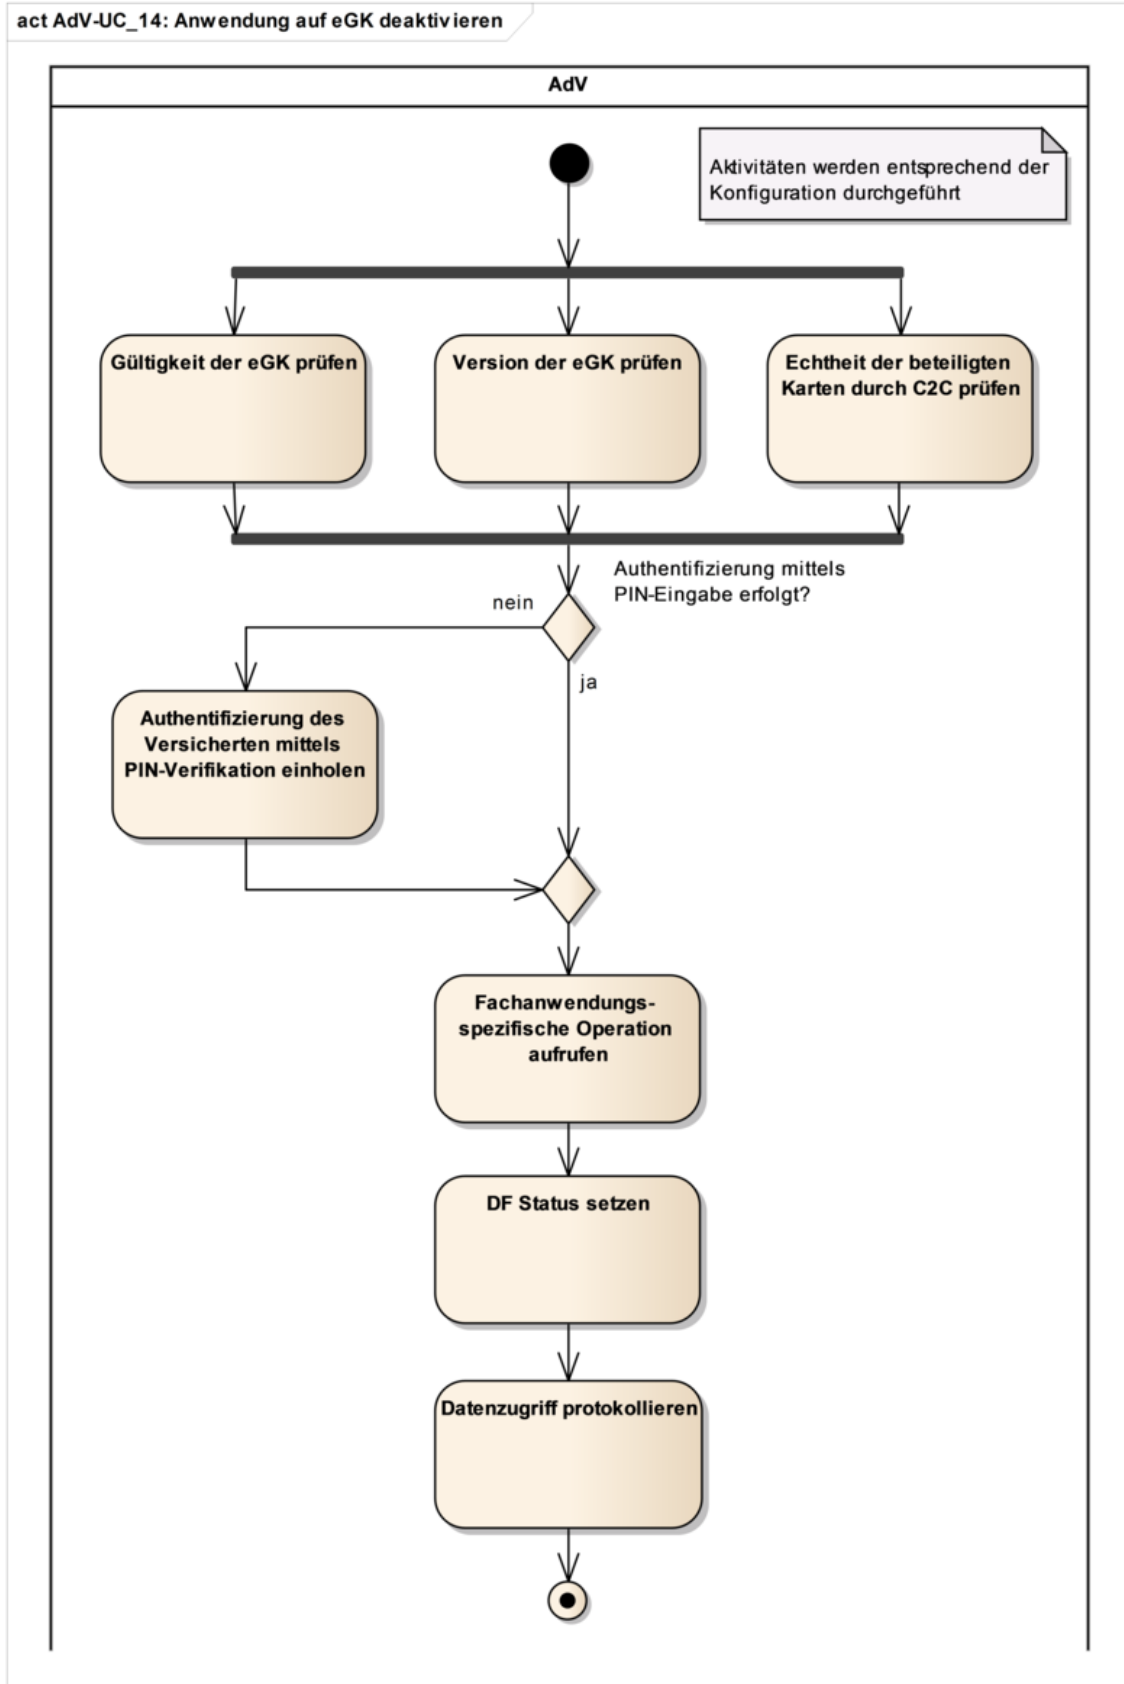 act AdV-UC_14: Anwendung auf eGK deaktivieren
AdV
Aktivitäten werden entsprechend der
Konfiguration durchgeführt
Gültigkeit der eGK prüfen
Version der eGK prüfen
Echtheit der beteiligten
Karten durch C2C prüfen
Authentifizierung mittels
PIN-Eingabe erfolgt?
nein
ja
Authentifizierung des
Versicherten mittels
PIN-Verifikation einholen
Fachanwendungs-
spezifische Operation
aufrufen
DF Status setzen
Datenzugriff protokollieren